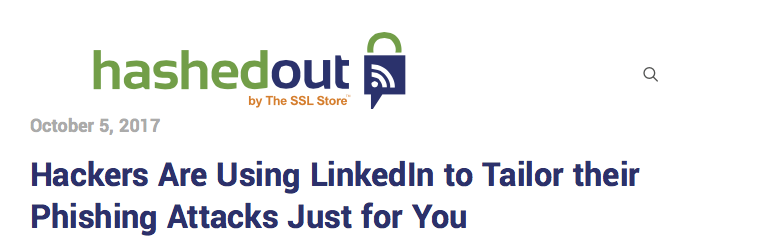 hashedout
by The SSL Store™
October 5, 2017
Hackers Are Using LinkedIn to Tailor their
Phishing Attacks Just for You